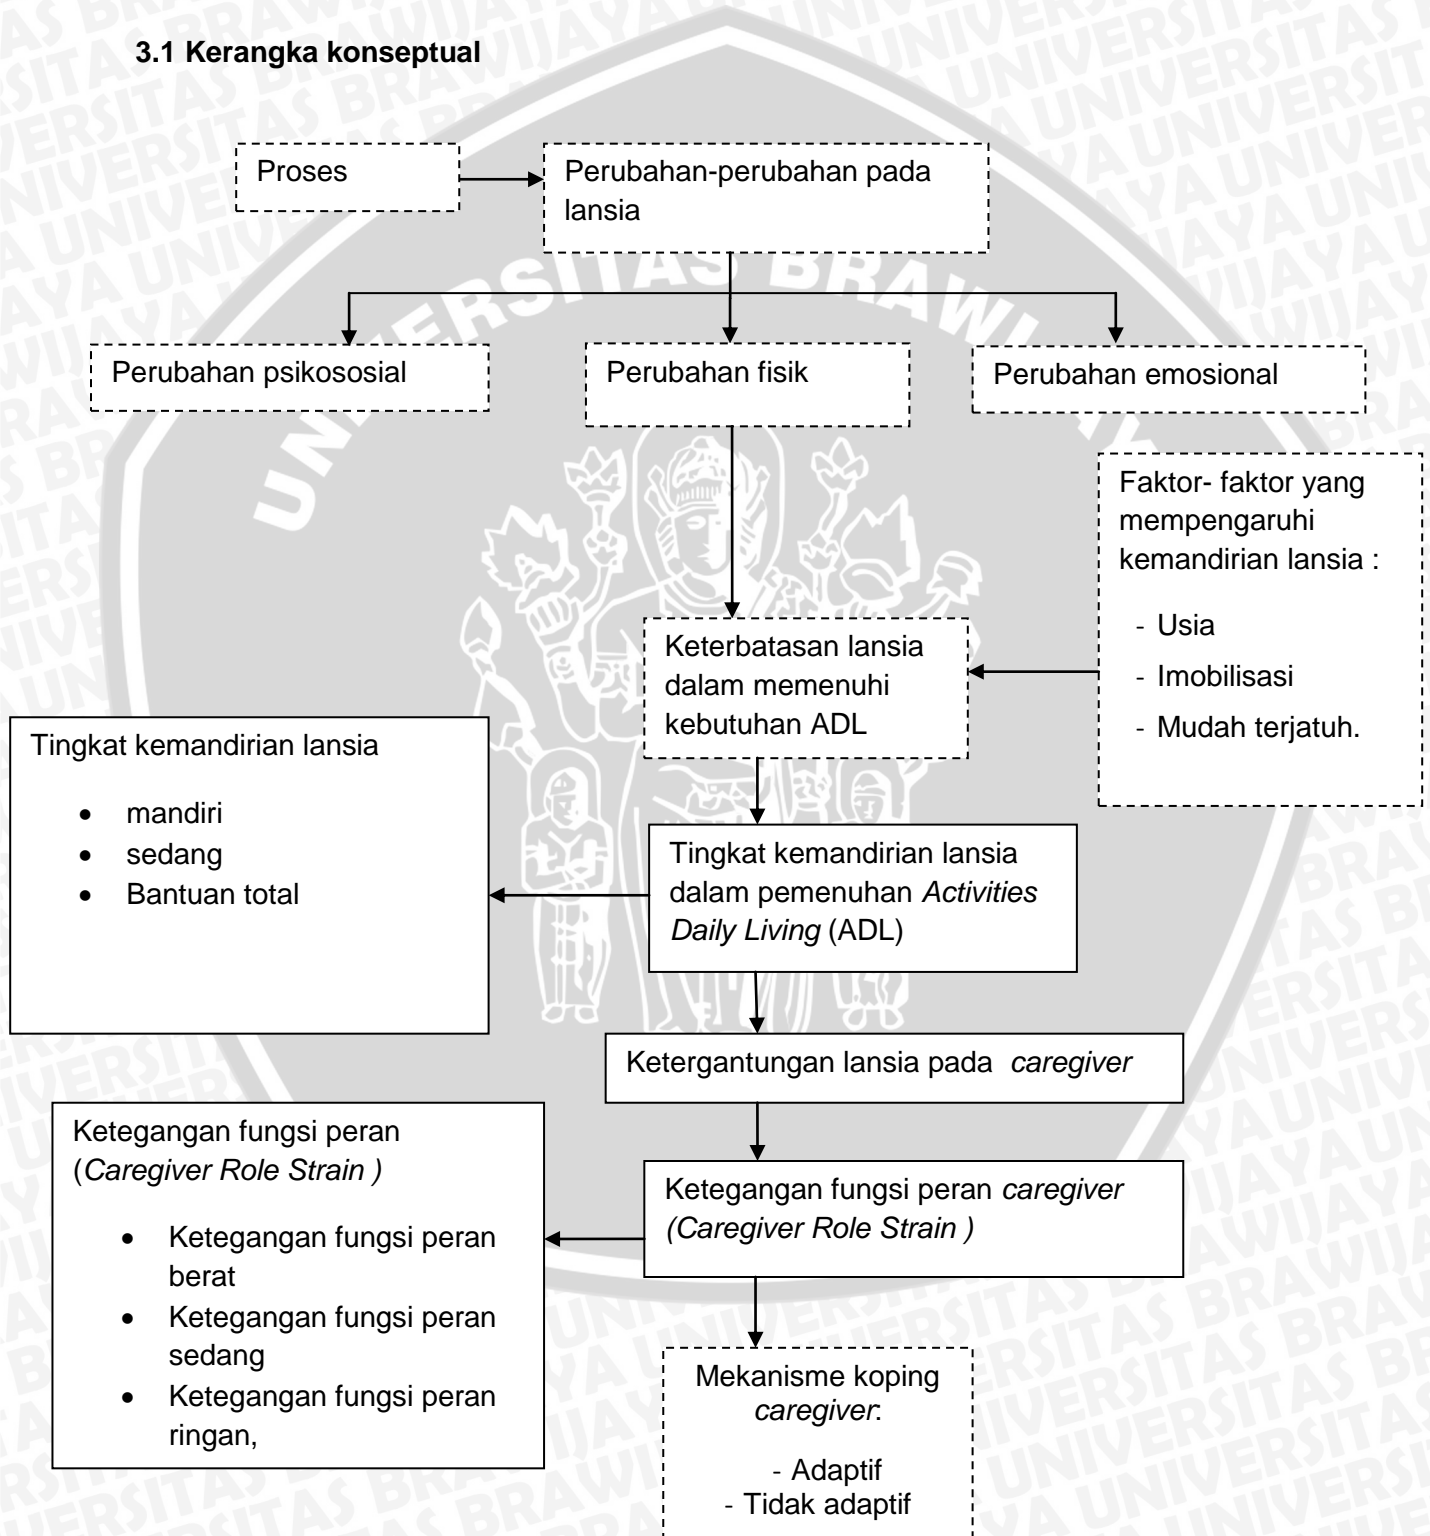 3.1 Kerangka konseptual
Proses
Perubahan-perubahan pada
lansia
Perubahan psikososial
Perubahan fisik
Perubahan emosional
Faktor- faktor yang
mempengaruhi
kemandirian lansia :
- Usia
- Imobilisasi
- Mudah terjatuh.
Keterbatasan lansia
dalam memenuhi
kebutuhan ADL
Tingkat kemandirian lansia
• mandiri
• sedang
• Bantuan total
Tingkat kemandirian lansia
dalam pemenuhan Activities
Daily Living (ADL)
Ketergantungan lansia pada caregiver
Ketegangan fungsi peran
(Caregiver Role Strain )
• Ketegangan fungsi peran
berat
• Ketegangan fungsi peran
sedang
• Ketegangan fungsi peran
ringan,
Ketegangan fungsi peran caregiver
(Caregiver Role Strain )
Mekanisme koping
caregiver:
- Adaptif
- Tidak adaptif
UNIVERSITAS BRAWIJAYA